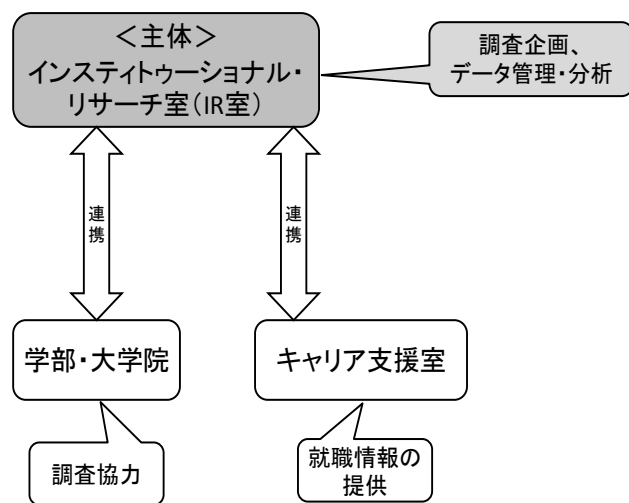 <主体>
インスティトゥーショナル・
リサーチ室(IR室)
調査企画、
データ管理・分析
連携
連携
学部・大学院
キャリア支援室
調査協力
就職情報の
提供